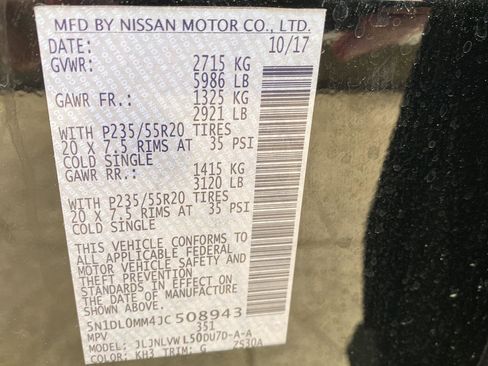 MFD BY NISSAN MOTOR CO., LTD.
DATE: 10/17
GVWR: 2715 KG
5986 LB
GAWR FR.: 1325 KG
2921 LB
WITH P235/55R20 TIRES
20 X 7.5 RIMS AT 35 PSI
COLD SINGLE
GAWR RR.: 1415 KG
3120 LB
WITH P235/55R20 TIRES
20 X 7.5 RIMS AT 35 PSI
COLD SINGLE
THIS VEHICLE CONFORMS TO
ALL APPLICABLE FEDERAL
MOTOR VEHICLE SAFETY AND
THEFT PREVENTION
STANDARDS IN EFFECT ON
THE DATE OF MANUFACTURE
SHOWN ABOVE.
5N1DL0MM4JC508943
MPV 351
MODEL: JLJNLVWL50DU7D-A-A
COLOR: KH3 TRIM: G 7S30A